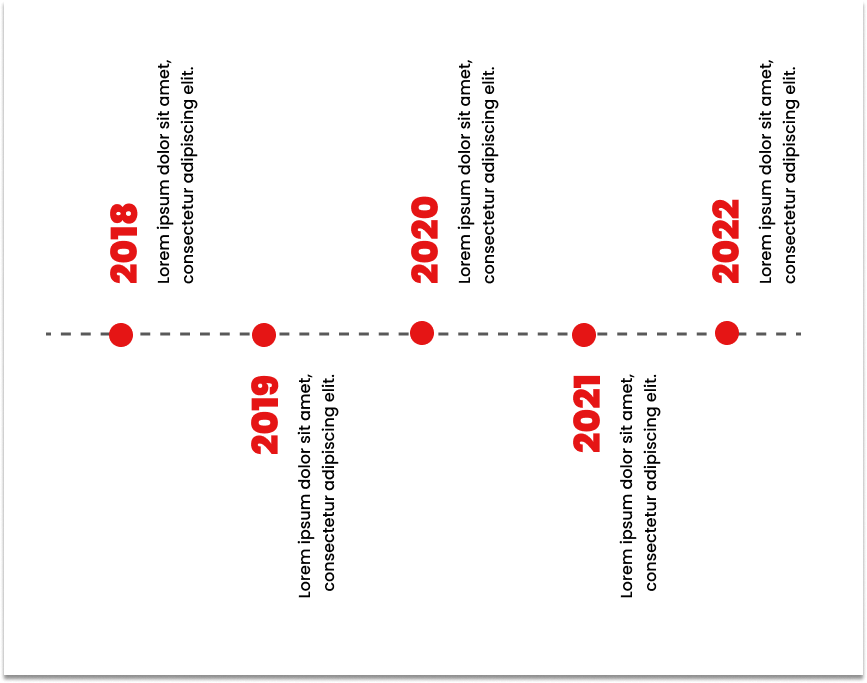 2018
Lorem ipsum dolor sit amet,
consectetur adipiscing elit.
2019
Lorem ipsum dolor sit amet,
consectetur adipiscing elit.
2020
Lorem ipsum dolor sit amet,
consectetur adipiscing elit.
2021
Lorem ipsum dolor sit amet,
consectetur adipiscing elit.
2022
Lorem ipsum dolor sit amet,
consectetur adipiscing elit.